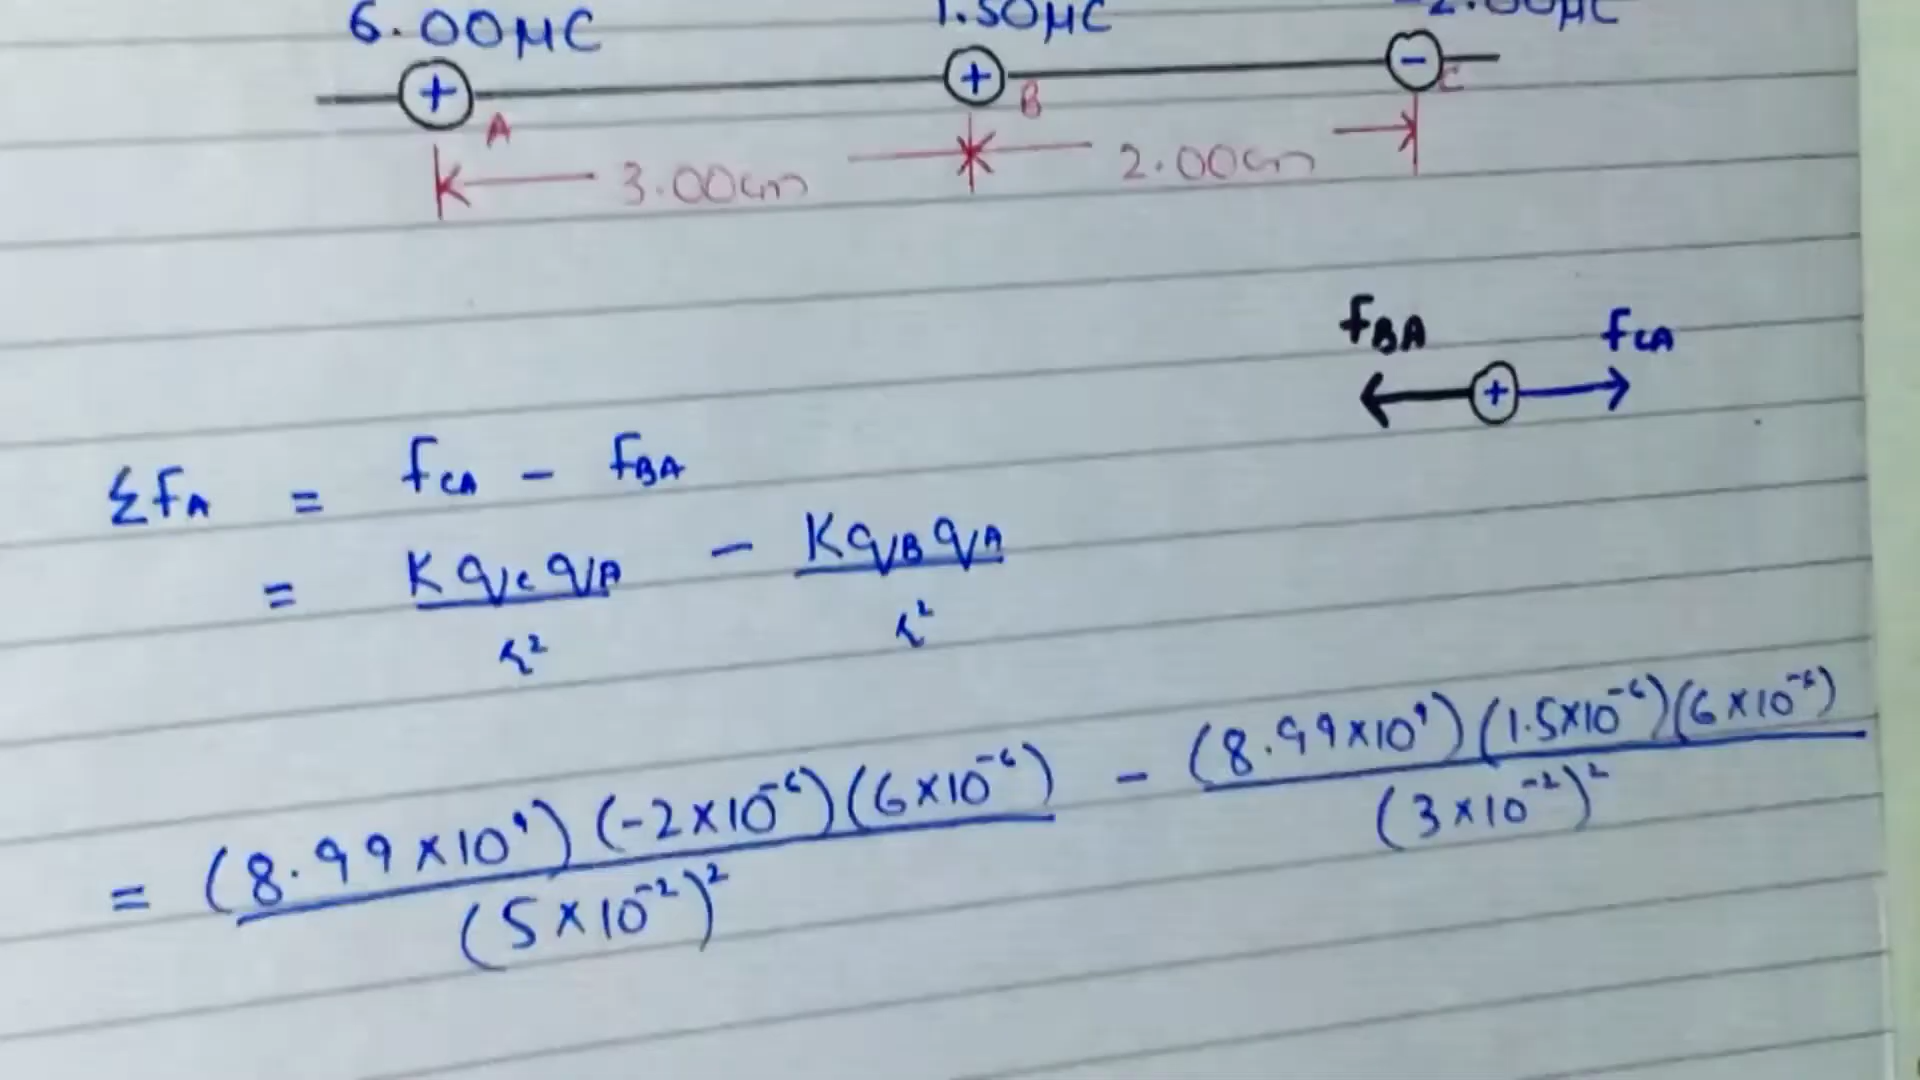 6.00μC 1.50μC -2.00μC
+ + -
A B C
3.00cm 2.00cm
fBA fCA
+
ΣfA = fCA - fBA
= KqCqA/r² - KqBqA/r²
= (8.99×10⁹)(-2×10⁻⁶)(6×10⁻⁶)/(5×10⁻²)² - (8.99×10⁹)(1.5×10⁻⁶)(6×10⁻⁶)/(3×10⁻²)²